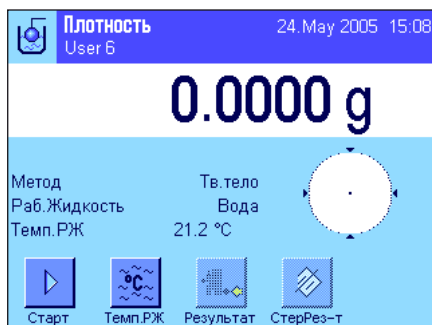 Плотность 24.May 2005 15:08
User 6
0.0000 g
Метод Тв.тело
Раб.Жидкость Вода
Темп.РЖ 21.2 °C
°C
Старт Темп.РЖ Результат СтерРез-т